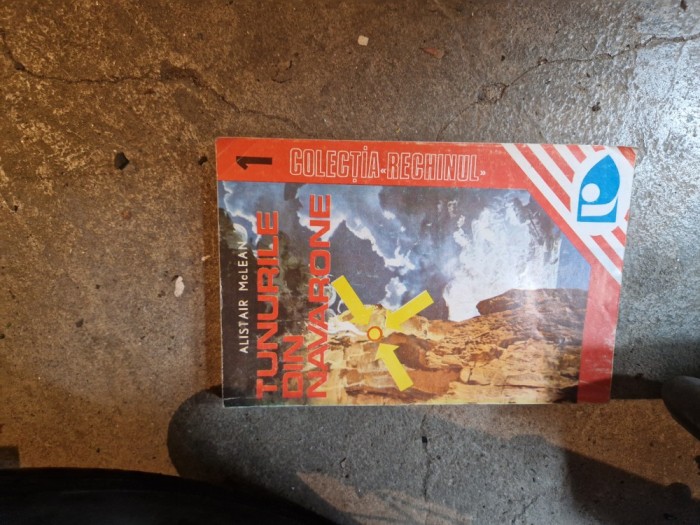 1
COLECȚIA «RECHINUL»
ALISTAIR McLEAN
TUNURILE
DIN
NAVARONE